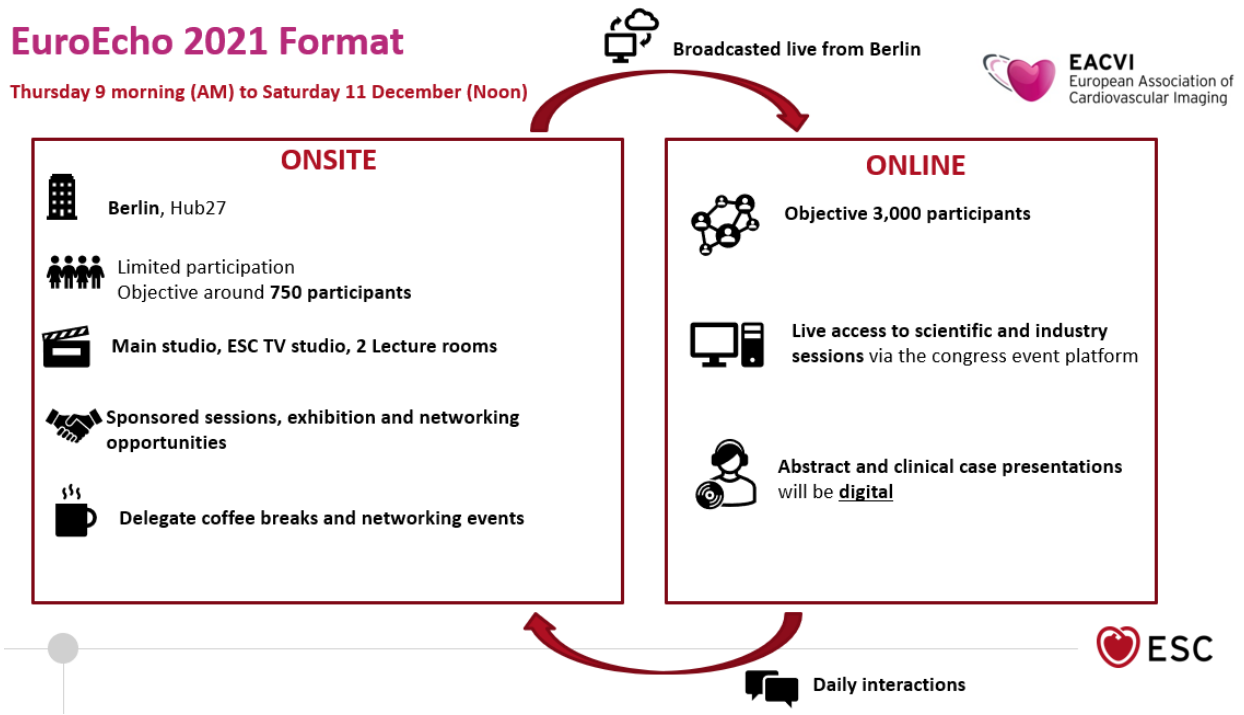 EuroEcho 2021 Format
Thursday 9 morning (AM) to Saturday 11 December (Noon)
Broadcasted live from Berlin
EACVI
European Association of
Cardiovascular Imaging
ONSITE
Berlin, Hub27
Limited participation
Objective around 750 participants
Main studio, ESC TV studio, 2 Lecture rooms
Sponsored sessions, exhibition and networking
opportunities
Delegate coffee breaks and networking events
ONLINE
Objective 3,000 participants
Live access to scientific and industry
sessions via the congress event platform
Abstract and clinical case presentations
will be digital
Daily interactions
ESC